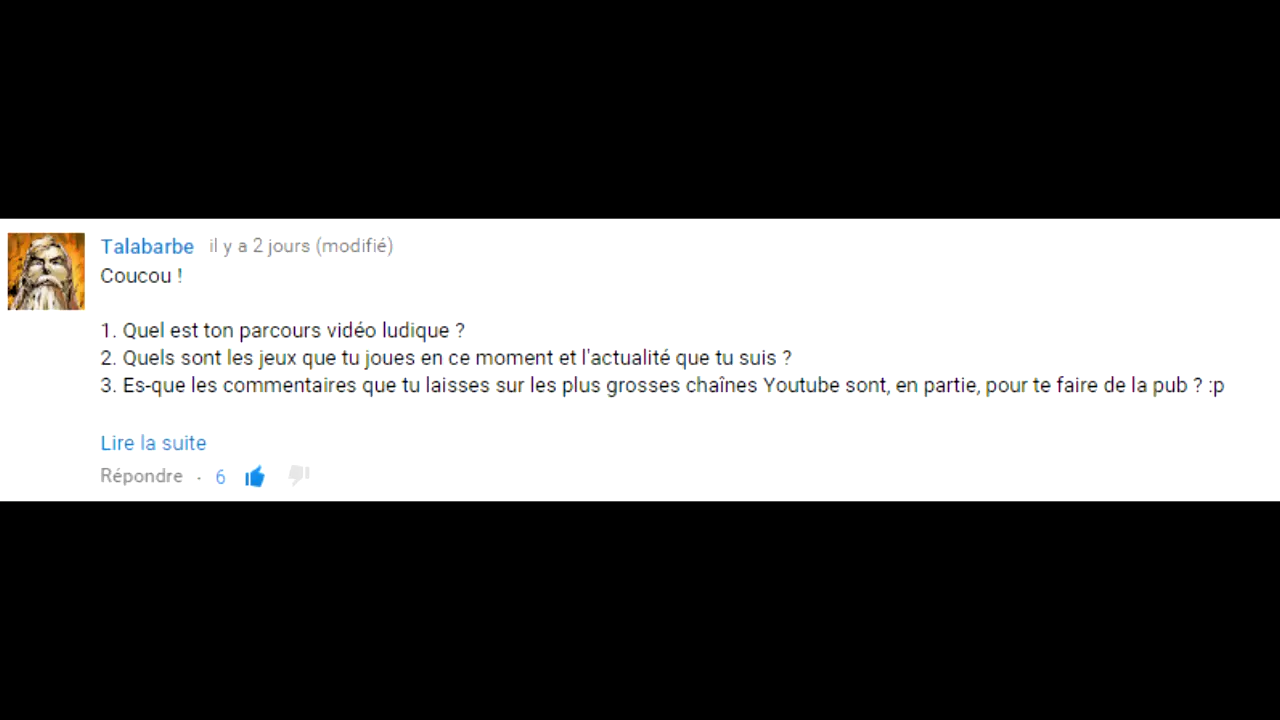 Talabarbe il y a 2 jours (modifié)
Coucou !
1. Quel est ton parcours vidéo ludique ?
2. Quels sont les jeux que tu joues en ce moment et l'actualité que tu suis ?
3. Es-que les commentaires que tu laisses sur les plus grosses chaînes Youtube sont, en partie, pour te faire de la pub ? :p
Lire la suite
Répondre · 6